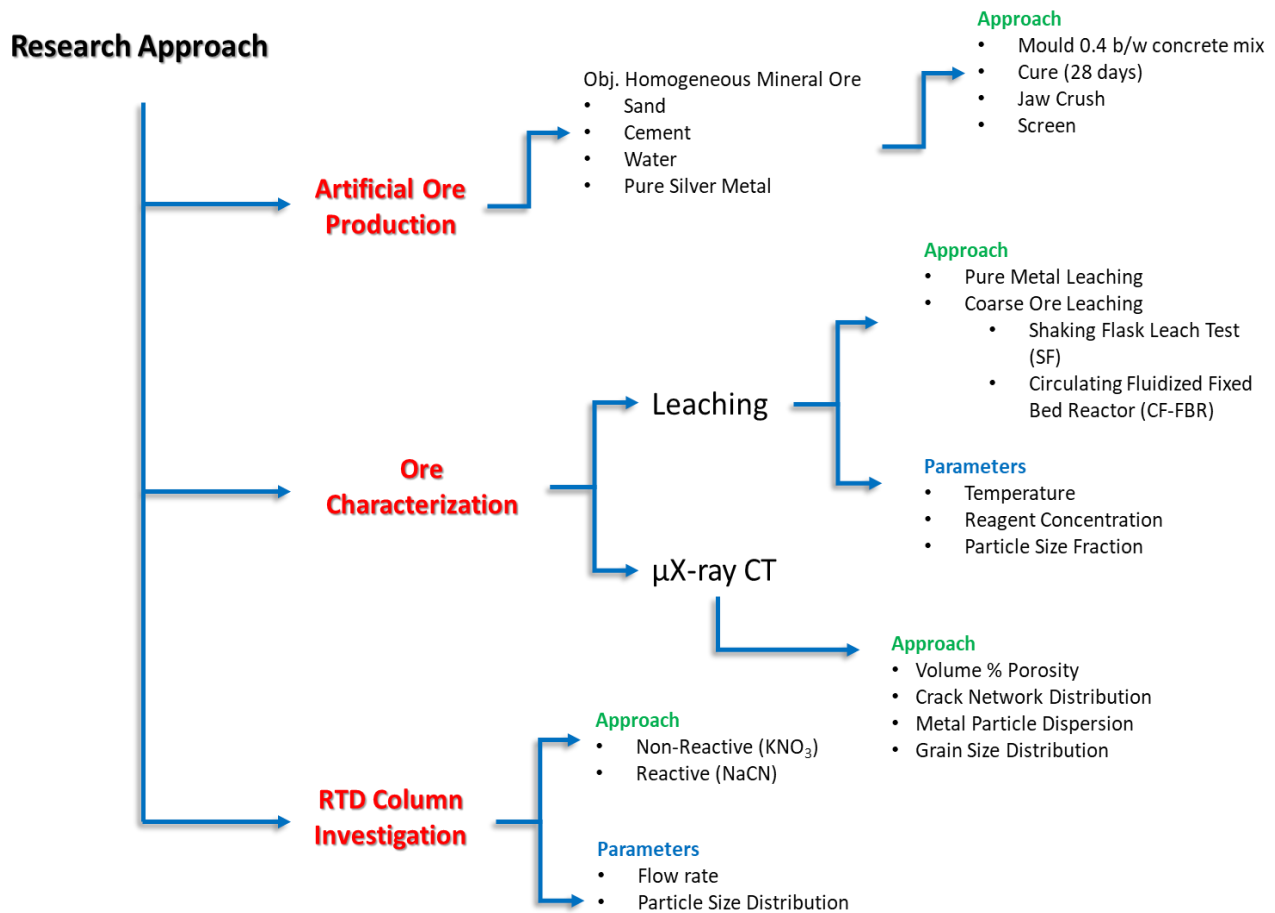 Research Approach
Artificial Ore
Production
Obj. Homogeneous Mineral Ore
• Sand
• Cement
• Water
• Pure Silver Metal
Approach
• Mould 0.4 b/w concrete mix
• Cure (28 days)
• Jaw Crush
• Screen
Ore
Characterization
Leaching
Approach
• Pure Metal Leaching
• Coarse Ore Leaching
• Shaking Flask Leach Test
(SF)
• Circulating Fluidized Fixed
Bed Reactor (CF-FBR)
Parameters
• Temperature
• Reagent Concentration
• Particle Size Fraction
µX-ray CT
Approach
• Volume % Porosity
• Crack Network Distribution
• Metal Particle Dispersion
• Grain Size Distribution
RTD Column
Investigation
Approach
• Non-Reactive (KNO₃)
• Reactive (NaCN)
Parameters
• Flow rate
• Particle Size Distribution